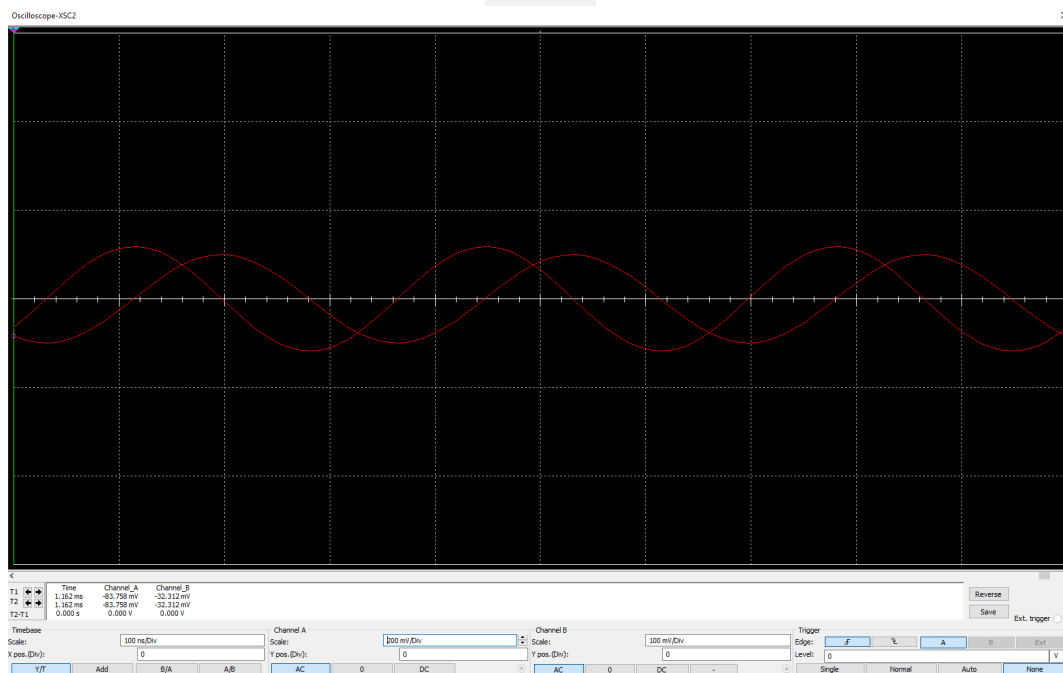 Oscilloscope-XSC2
T1
T2
T2-T1
Time Channel_A Channel_B
1.162 ms -83.758 mV -32.312 mV
1.162 ms -83.758 mV -32.312 mV
0.000 s 0.000 V 0.000 V
Reverse
Save
Ext. trigger
Timebase
Scale: 100 ns/Div
X pos.(Div): 0
Y/T Add B/A A/B
Channel A
Scale: 200 mV/Div
Y pos.(Div): 0
AC 0 DC
Channel B
Scale: 100 mV/Div
Y pos.(Div): 0
AC 0 DC -
Trigger
Edge: A B Ext
Level: 0 V
Single Normal Auto None